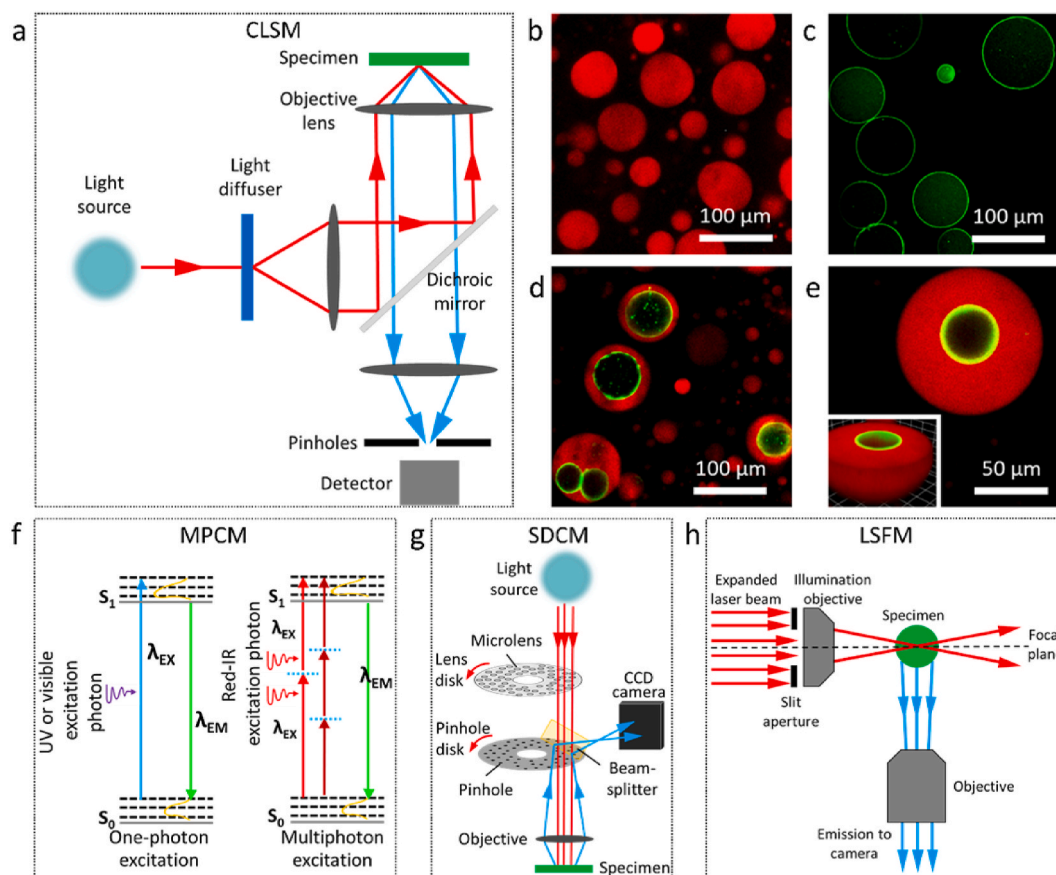 a
CLSM
Specimen
Objective
lens
Light
diffuser
Light
source
Dichroic
mirror
Pinholes
Detector
b
100 μm
c
100 μm
d
100 μm
e
50 μm
f
MPCM
S1
λEX
UV or visible
excitation
photon
λEM
S0
One-photon
excitation
S1
λEX
Red-IR
excitation photon
λEX
λEM
S0
Multiphoton
excitation
g
SDCM
Light
source
Microlens
Lens
disk
CCD
camera
Pinhole
disk
Pinhole
Beam-
splitter
Objective
Specimen
h
LSFM
Expanded
laser beam
Illumination
objective
Specimen
Focal
plane
Slit
aperture
Objective
Emission to
camera